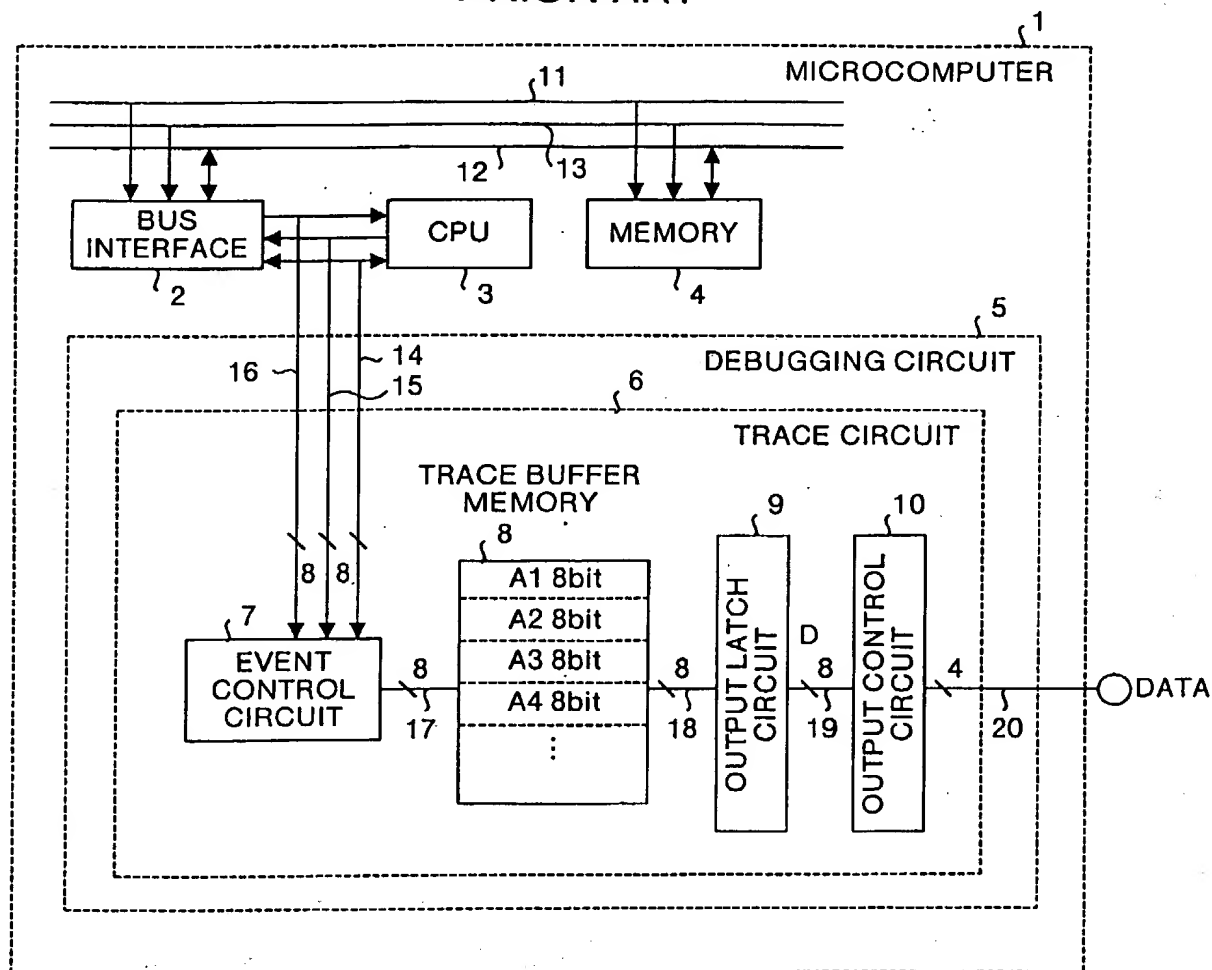 PRIOR ART
1
MICROCOMPUTER
11
13
12
BUS
INTERFACE
2
CPU
3
MEMORY
4
5
DEBUGGING CIRCUIT
14
16
15
6
TRACE CIRCUIT
TRACE BUFFER
MEMORY
8
8
8
7
EVENT
CONTROL
CIRCUIT
8
17
A1 8bit
A2 8bit
A3 8bit
A4 8bit
⋮
8
18
9
OUTPUT LATCH
CIRCUIT
D
8
19
10
OUTPUT CONTROL
CIRCUIT
4
20
DATA